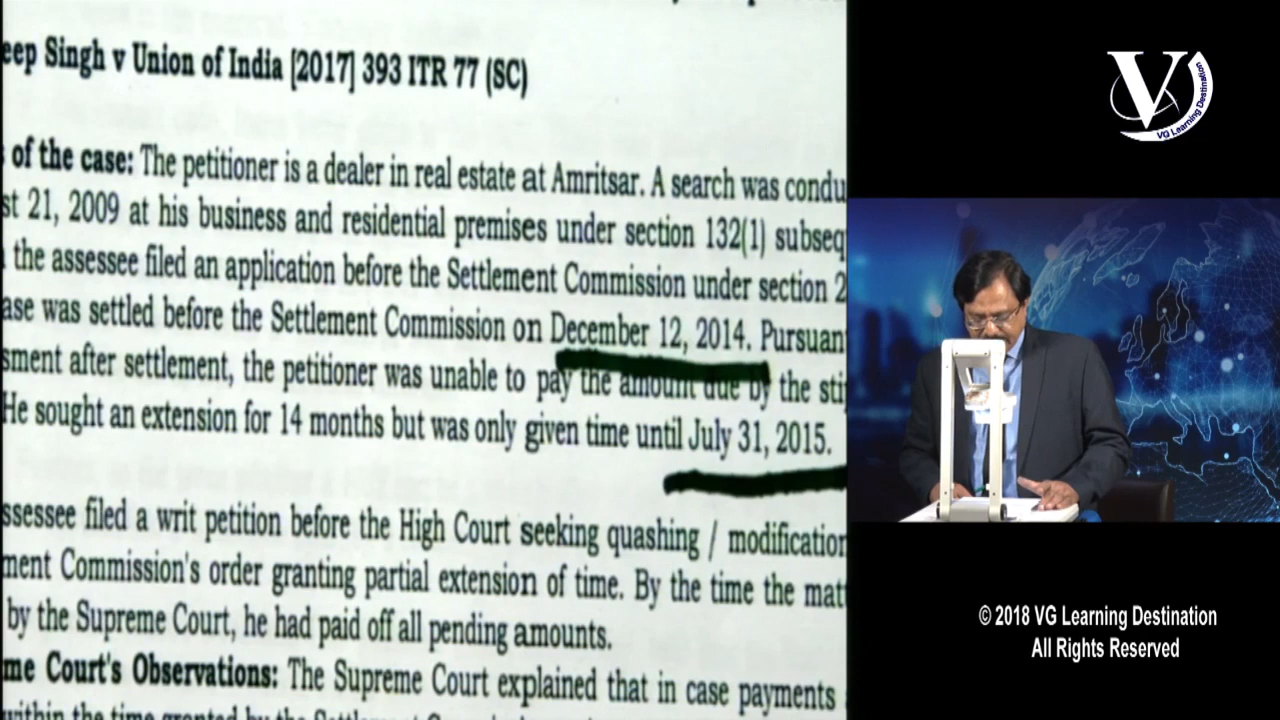 eep Singh v Union of India [2017] 393 ITR 77 (SC)
of the case: The petitioner is a dealer in real estate at Amritsar. A search was condu
st 21, 2009 at his business and residential premises under section 132(1) subseq
the assessee filed an application before the Settlement Commission under section 2
ase was settled before the Settlement Commission on December 12, 2014. Pursuan
sment after settlement, the petitioner was unable to pay the amount due by the sti
He sought an extension for 14 months but was only given time until July 31, 2015.
ssessee filed a writ petition before the High Court seeking quashing / modification
ment Commission's order granting partial extension of time. By the time the mat
by the Supreme Court, he had paid off all pending amounts.
me Court's Observations: The Supreme Court explained that in case payments
within the time granted by the
V
VG Learning Destination
© 2018 VG Learning Destination
All Rights Reserved